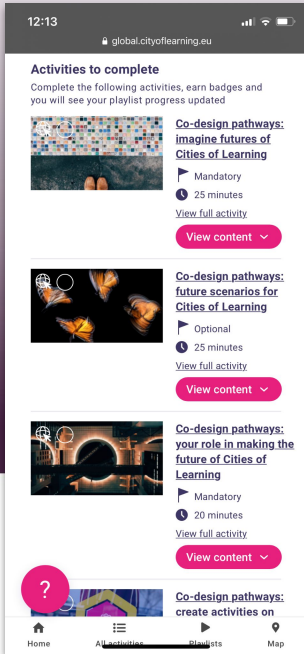 12:13
global.cityoflearning.eu
Activities to complete
Complete the following activities, earn badges and
you will see your playlist progress updated
Co-design pathways:
imagine futures of
Cities of Learning
Mandatory
25 minutes
View full activity
View content
Co-design pathways:
future scenarios for
Cities of Learning
Optional
25 minutes
View full activity
View content
Co-design pathways:
your role in making the
future of Cities of
Learning
Mandatory
20 minutes
View full activity
View content
Co-design pathways:
create activities on
?
Home
All activities
Playlists
Map